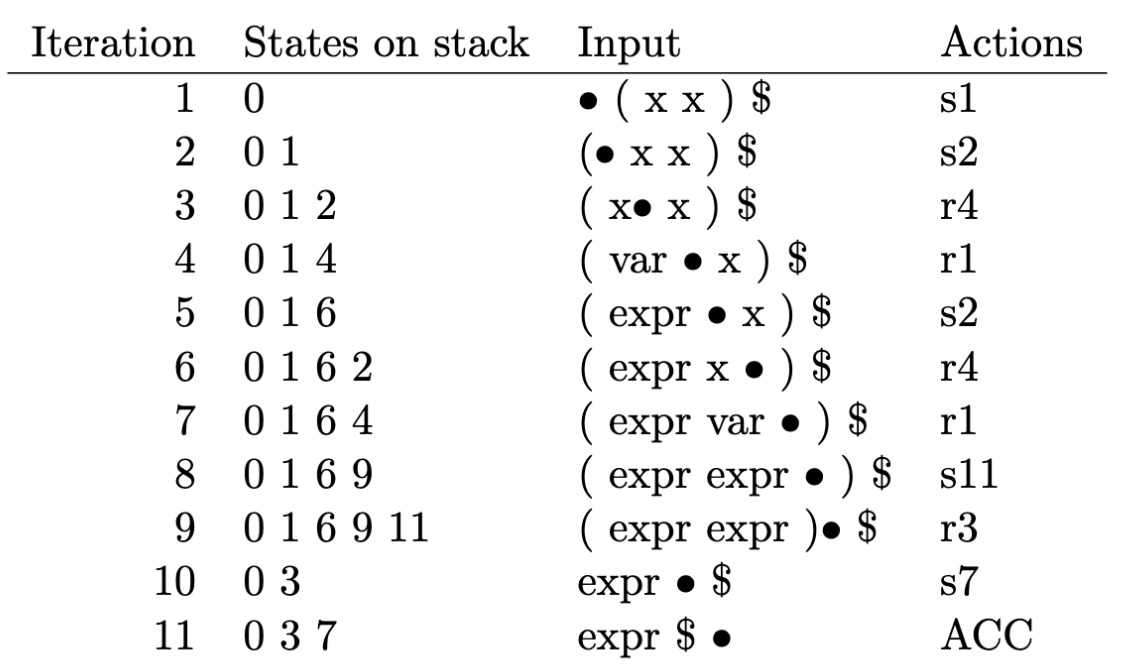 Iteration States on stack Input Actions
1 0 • ( x x ) $ s1
2 0 1 (• x x ) $ s2
3 0 1 2 ( x• x ) $ r4
4 0 1 4 ( var • x ) $ r1
5 0 1 6 ( expr • x ) $ s2
6 0 1 6 2 ( expr x • ) $ r4
7 0 1 6 4 ( expr var • ) $ r1
8 0 1 6 9 ( expr expr • ) $ s11
9 0 1 6 9 11 ( expr expr )• $ r3
10 0 3 expr • $ s7
11 0 3 7 expr $ • ACC